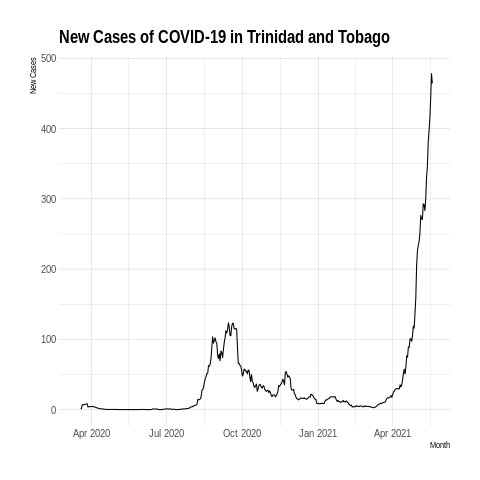 New Cases of COVID-19 in Trinidad and Tobago
New Cases
500
400
300
200
100
0
Apr 2020 Jul 2020 Oct 2020 Jan 2021 Apr 2021
Month